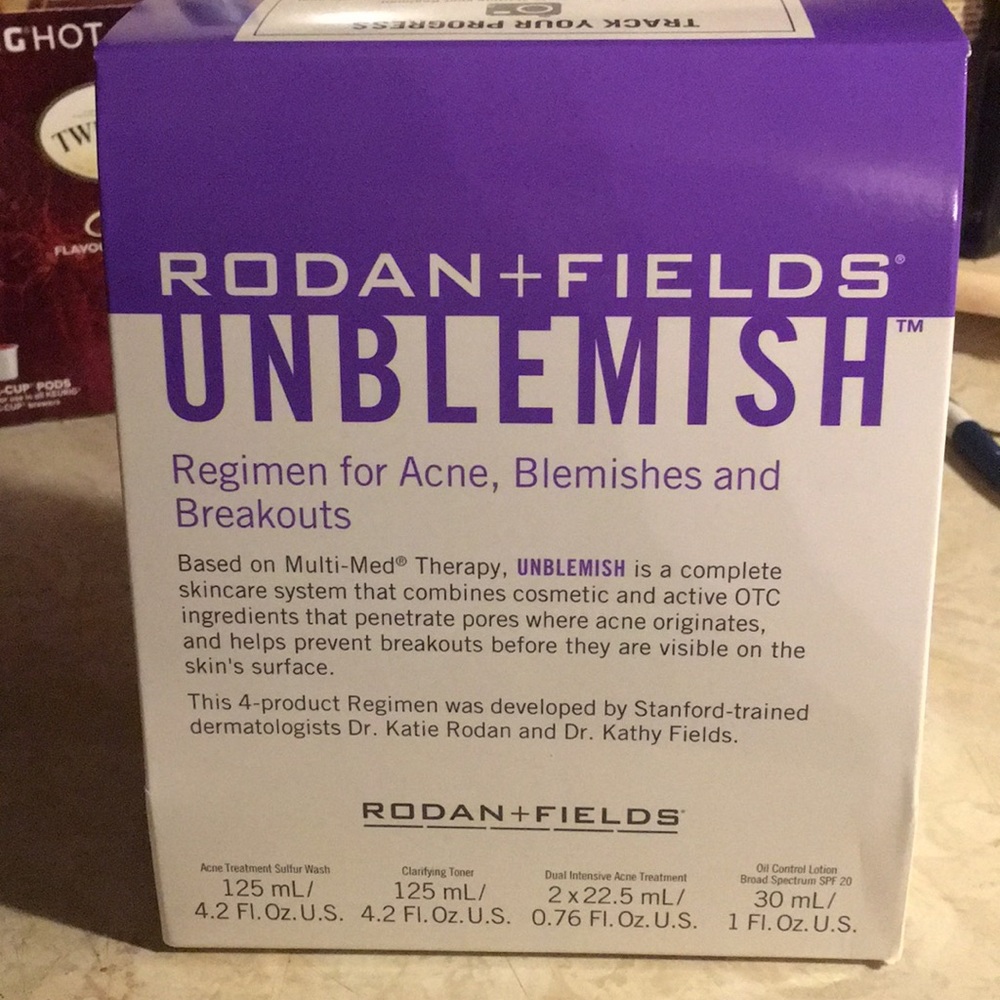 TRACK YOUR PROGRESS
G HOT
TW
FLAVOU
-CUP® PODS
RODAN+FIELDS®
UNBLEMISH™
Regimen for Acne, Blemishes and
Breakouts
Based on Multi-Med® Therapy, UNBLEMISH is a complete
skincare system that combines cosmetic and active OTC
ingredients that penetrate pores where acne originates,
and helps prevent breakouts before they are visible on the
skin's surface.
This 4-product Regimen was developed by Stanford-trained
dermatologists Dr. Katie Rodan and Dr. Kathy Fields.
RODAN+FIELDS
Acne Treatment Sulfur Wash
125 mL/
4.2 Fl. Oz. U.S.
Clarifying Toner
125 mL/
4.2 Fl. Oz. U.S.
Dual Intensive Acne Treatment
2 x 22.5 mL/
0.76 Fl. Oz. U.S.
Oil Control Lotion
Broad Spectrum SPF 20
30 mL/
1 Fl. Oz. U.S.